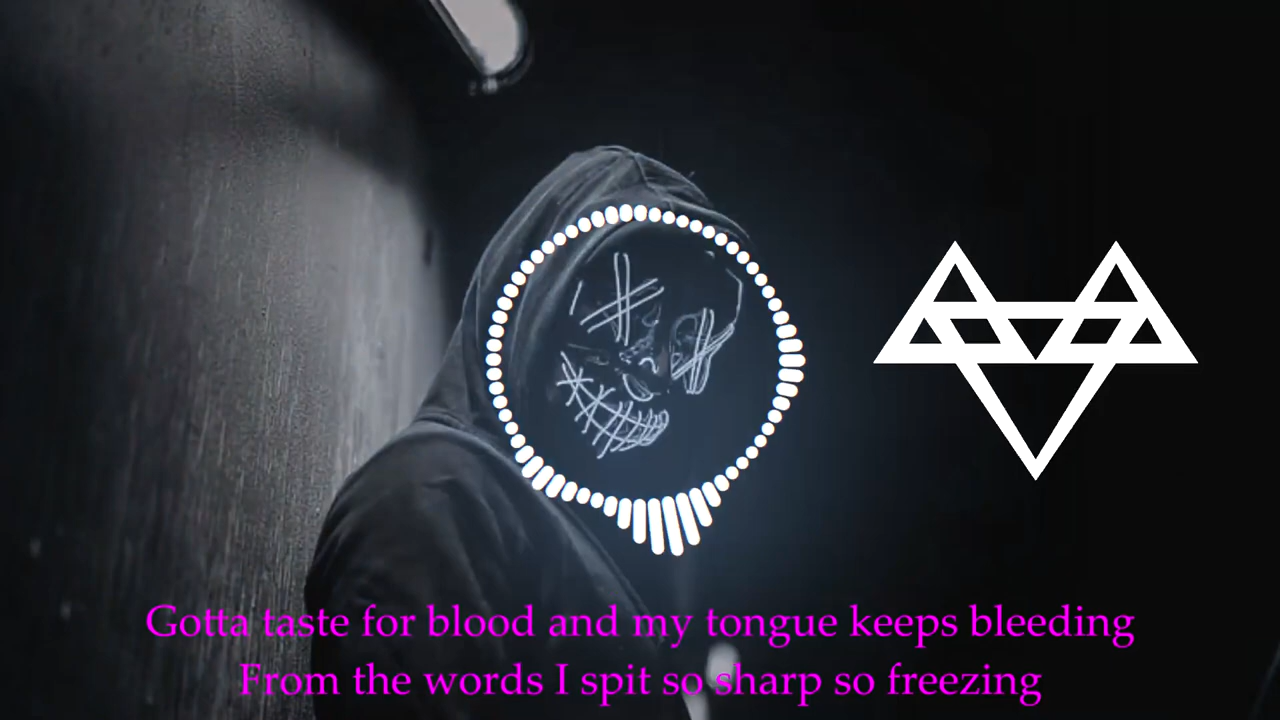 Gotta taste for blood and my tongue keeps bleeding
From the words I spit so sharp so freezing